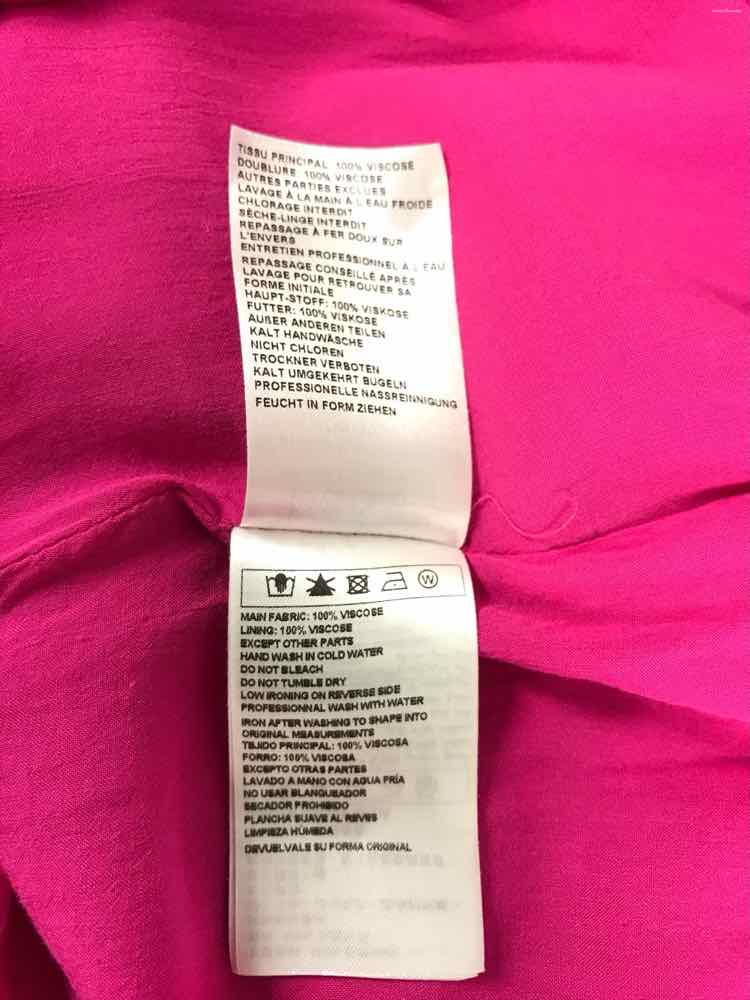 TISSU PRINCIPAL: 100% VISCOSE
DOUBLURE: 100% VISCOSE
AUTRES PARTIES EXCLUES
LAVAGE À LA MAIN À L'EAU FROIDE
CHLORAGE INTERDIT
SÈCHE-LINGE INTERDIT
REPASSAGE À FER DOUX SUR
L'ENVERS
ENTRETIEN PROFESSIONNEL À L'EAU
REPASSAGE CONSEILLÉ APRÈS
LAVAGE POUR RETROUVER SA
FORME INITIALE
HAUPT-STOFF: 100% VISKOSE
FUTTER: 100% VISKOSE
AUßER ANDEREN TEILEN
KALT HANDWÄSCHE
NICHT CHLOREN
TROCKNER VERBOTEN
KALT UMGEKEHRT BÜGELN
PROFESSIONELLE NASSREINNIGUNG
FEUCHT IN FORM ZIEHEN
W
MAIN FABRIC: 100% VISCOSE
LINING: 100% VISCOSE
EXCEPT OTHER PARTS
HAND WASH IN COLD WATER
DO NOT BLEACH
DO NOT TUMBLE DRY
LOW IRONING ON REVERSE SIDE
PROFESSIONNAL WASH WITH WATER
IRON AFTER WASHING TO SHAPE INTO
ORIGINAL MEASUREMENTS
TEJIDO PRINCIPAL: 100% VISCOSA
FORRO: 100% VISCOSA
EXCEPTO OTRAS PARTES
LAVADO A MANO CON AGUA FRÍA
NO USAR BLANQUEADOR
SECADOR PROHIBIDO
PLANCHA SUAVE AL REVES
LIMPIEZA HÚMEDA
DEVUELVALE SU FORMA ORIGINAL